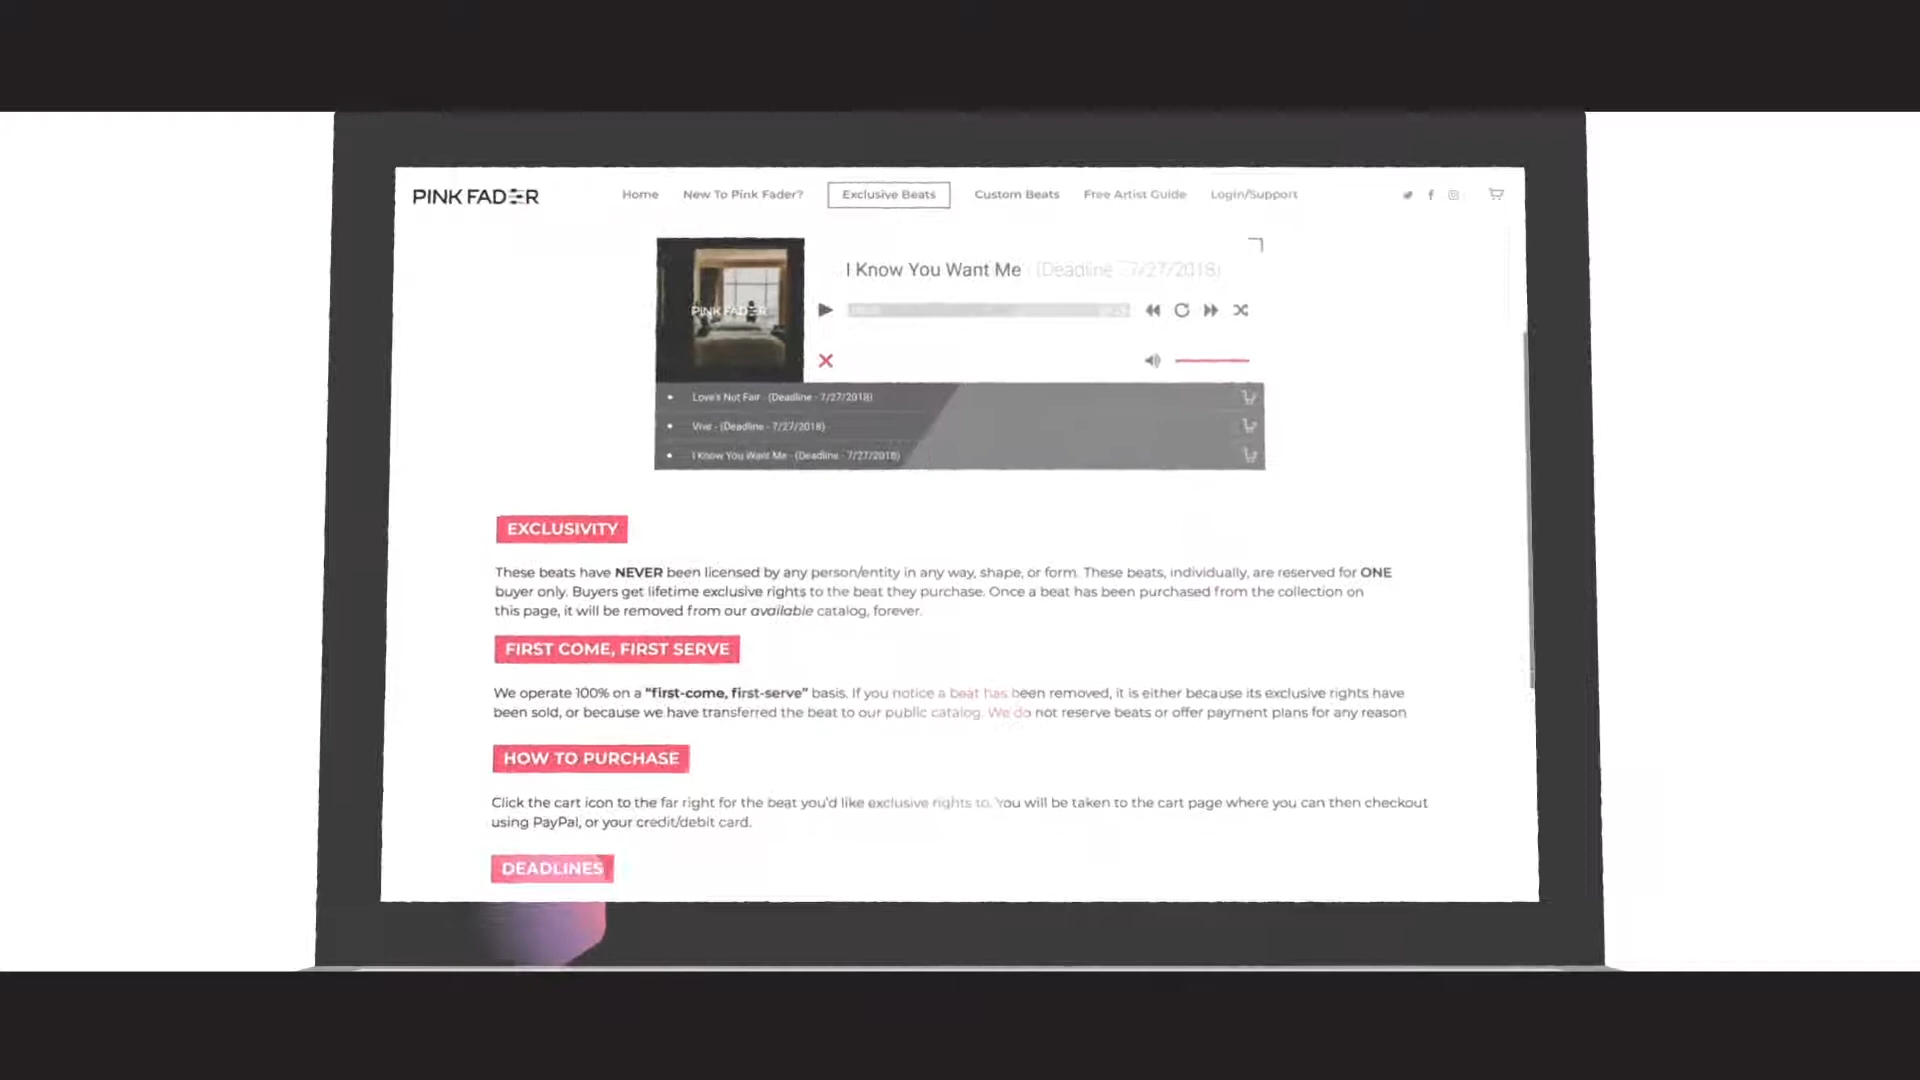 PINK FADER
Home New To Pink Fader? Exclusive Beats Custom Beats Free Artist Guide Login/Support
I Know You Want Me (Deadline - 7/27/2018)
PINK FADER
Love's Not Fair - (Deadline - 7/27/2018)
Vive - (Deadline - 7/27/2018)
I Know You Want Me - (Deadline - 7/27/2018)
EXCLUSIVITY
These beats have NEVER been licensed by any person/entity in any way, shape, or form. These beats, individually, are reserved for ONE
buyer only. Buyers get lifetime exclusive rights to the beat they purchase. Once a beat has been purchased from the collection on
this page, it will be removed from our available catalog, forever.
FIRST COME, FIRST SERVE
We operate 100% on a “first-come, first-serve” basis. If you notice a beat has been removed, it is either because its exclusive rights have
been sold, or because we have transferred the beat to our public catalog. We do not reserve beats or offer payment plans for any reason
HOW TO PURCHASE
Click the cart icon to the far right for the beat you'd like exclusive rights to. You will be taken to the cart page where you can then checkout
using PayPal, or your credit/debit card.
DEADLINES